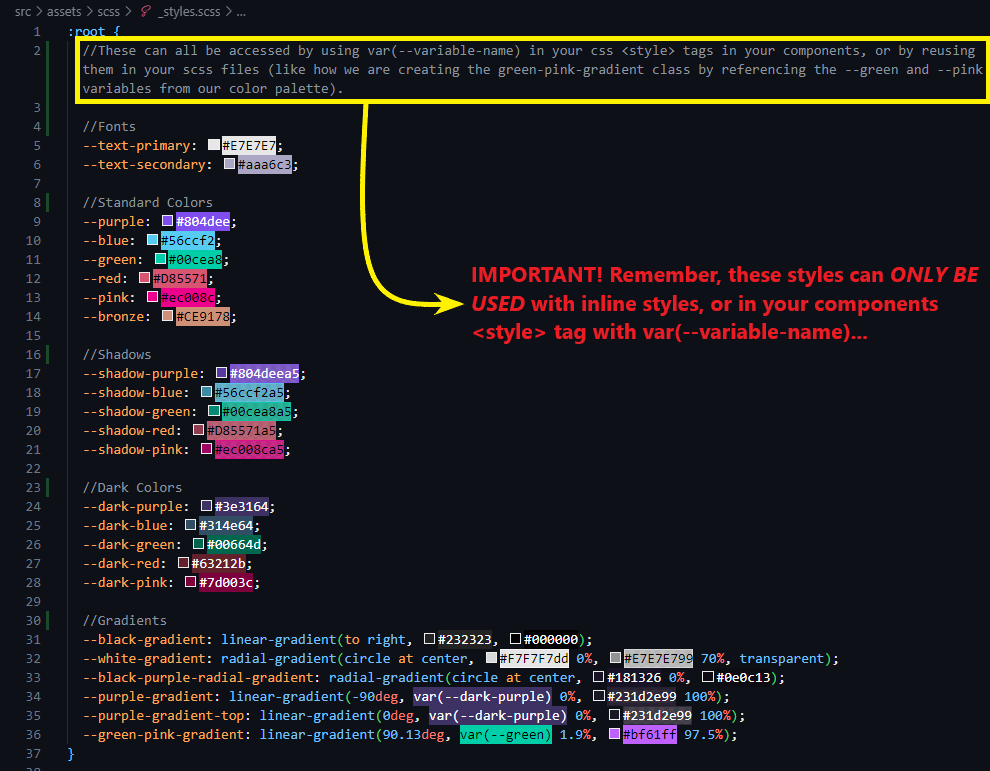 src > assets > scss > _styles.scss > ...
1 :root {
2 //These can all be accessed by using var(--variable-name) in your css <style> tags in your components, or by reusing
them in your scss files (like how we are creating the green-pink-gradient class by referencing the --green and --pink
variables from our color palette).
3
4 //Fonts
5 --text-primary: #E7E7E7;
6 --text-secondary: #aaa6c3;
7
8 //Standard Colors
9 --purple: #804dee;
10 --blue: #56ccf2;
11 --green: #00cea8;
12 --red: #D85571;
13 --pink: #ec008c;
14 --bronze: #CE9178;
IMPORTANT! Remember, these styles can ONLY BE
USED with inline styles, or in your components
<style> tag with var(--variable-name)...
15
16 //Shadows
17 --shadow-purple: #804deea5;
18 --shadow-blue: #56ccf2a5;
19 --shadow-green: #00cea8a5;
20 --shadow-red: #D85571a5;
21 --shadow-pink: #ec008ca5;
22
23 //Dark Colors
24 --dark-purple: #3e3164;
25 --dark-blue: #314e64;
26 --dark-green: #00664d;
27 --dark-red: #63212b;
28 --dark-pink: #7d003c;
29
30 //Gradients
31 --black-gradient: linear-gradient(to right, #232323, #000000);
32 --white-gradient: radial-gradient(circle at center, #F7F7F7dd 0%, #E7E7E799 70%, transparent);
33 --black-purple-radial-gradient: radial-gradient(circle at center, #181326 0%, #0e0c13);
34 --purple-gradient: linear-gradient(-90deg, var(--dark-purple) 0%, #231d2e99 100%);
35 --purple-gradient-top: linear-gradient(0deg, var(--dark-purple) 0%, #231d2e99 100%);
36 --green-pink-gradient: linear-gradient(90.13deg, var(--green) 1.9%, #bf61ff 97.5%);
37 }
38